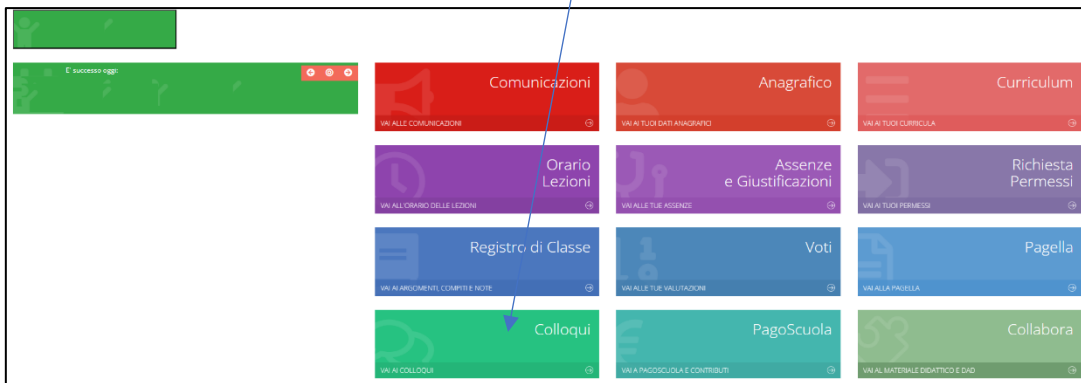 E' successo oggi:
Comunicazioni
VAI ALLE COMUNICAZIONI
Anagrafico
VAI AI TUOI DATI ANAGRAFICI
Curriculum
VAI AI TUOI CURRICULA
Orario
Lezioni
VAI ALL'ORARIO DELLE LEZIONI
Assenze
e Giustificazioni
VAI ALLE TUE ASSENZE
Richiesta
Permessi
VAI AI TUOI PERMESSI
Registro di Classe
VAI AI ARGOMENTI, COMPITI E NOTE
Voti
VAI ALLE TUE VALUTAZIONI
Pagella
VAI ALLA PAGELLA
Colloqui
VAI AI COLLOQUI
PagoScuola
VAI A PAGOSCUOLA E CONTRIBUTI
Collabora
VAI AL MATERIALE DIDATTICO E DAD